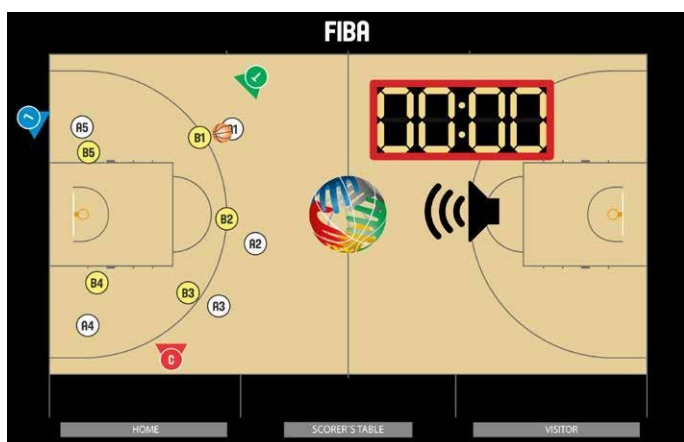 FIBA
00:00
A5
B5
B1
A1
B2
A2
B4
B3
A3
A4
C
HOME
SCORER'S TABLE
VISITOR